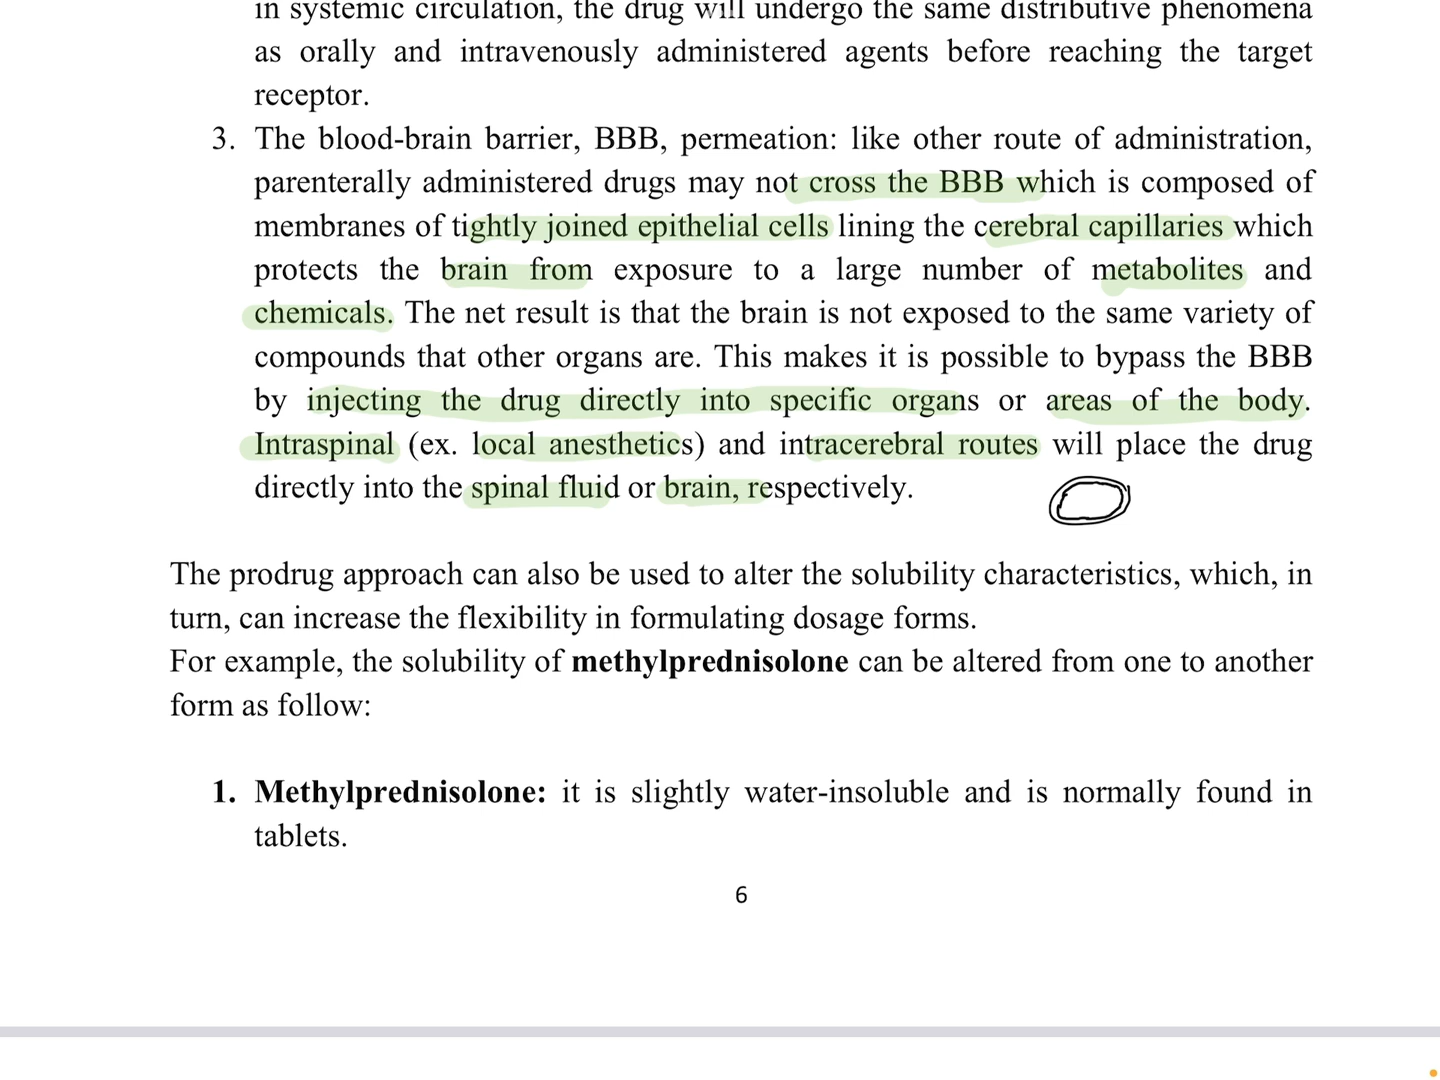 in systemic circulation, the drug will undergo the same distributive phenomena
as orally and intravenously administered agents before reaching the target
receptor.
3. The blood-brain barrier, BBB, permeation: like other route of administration,
parenterally administered drugs may not cross the BBB which is composed of
membranes of tightly joined epithelial cells lining the cerebral capillaries which
protects the brain from exposure to a large number of metabolites and
chemicals. The net result is that the brain is not exposed to the same variety of
compounds that other organs are. This makes it is possible to bypass the BBB
by injecting the drug directly into specific organs or areas of the body.
Intraspinal (ex. local anesthetics) and intracerebral routes will place the drug
directly into the spinal fluid or brain, respectively.
The prodrug approach can also be used to alter the solubility characteristics, which, in
turn, can increase the flexibility in formulating dosage forms.
For example, the solubility of methylprednisolone can be altered from one to another
form as follow:
1. Methylprednisolone: it is slightly water-insoluble and is normally found in
tablets.
6